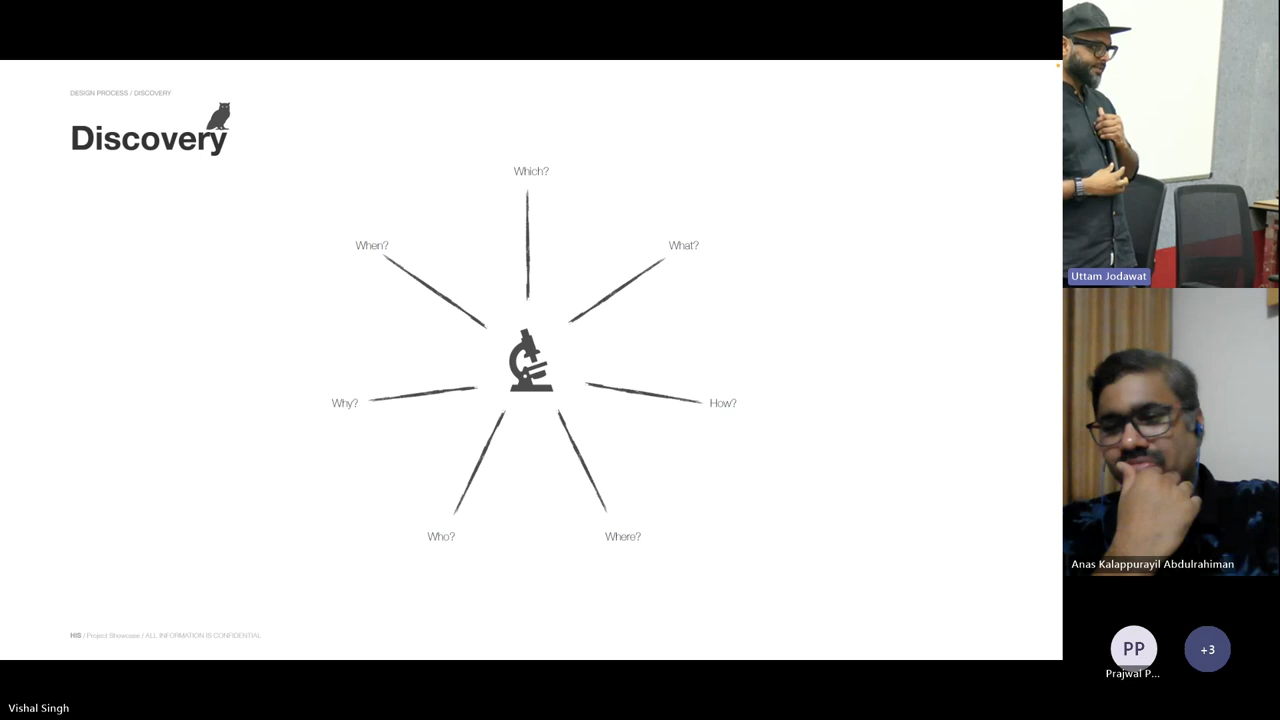 DESIGN PROCESS / DISCOVERY
Discovery
Which?
When?
What?
Why?
How?
Who?
Where?
HIS / Project Showcase / ALL INFORMATION IS CONFIDENTIAL
Uttam Jodawat
Anas Kalappurayil Abdulrahiman
PP
+3
Prajwal P...
Vishal Singh